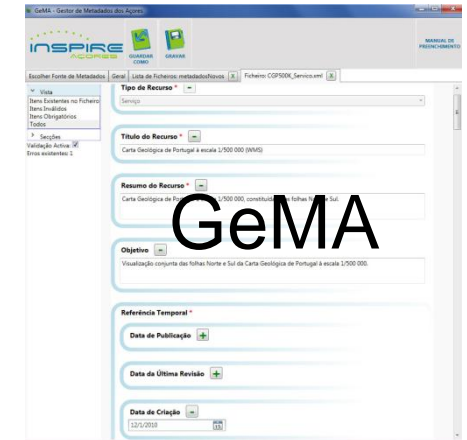 GeMA - Gestor de Metadados dos Açores
INSPIRE
AÇORES
GUARDAR COMO
GRAVAR
MANUAL DE PREENCHIMENTO
Escolher Fonte de Metadados Geral Lista de Ficheiros: metadadosNovos X Ficheiro: CGP500K_Servico.xml X
Vista
Itens Existentes no Ficheiro
Itens Inválidos
Itens Obrigatórios
Todos
Secções
Validação Activa:
Erros existentes: 1
Tipo de Recurso * -
Serviço
Título do Recurso * -
Carta Geológica de Portugal à escala 1/500 000 (WMS)
Resumo do Recurso * -
Carta Geológica de Portugal à escala 1/500 000, constituída folhas Norte e Sul.
GeMA
Objetivo -
Visualização conjunta das folhas Norte e Sul da Carta Geológica de Portugal à escala 1/500 000.
Referência Temporal *
Data de Publicação +
Data da Última Revisão +
Data de Criação -
12/1/2010 15